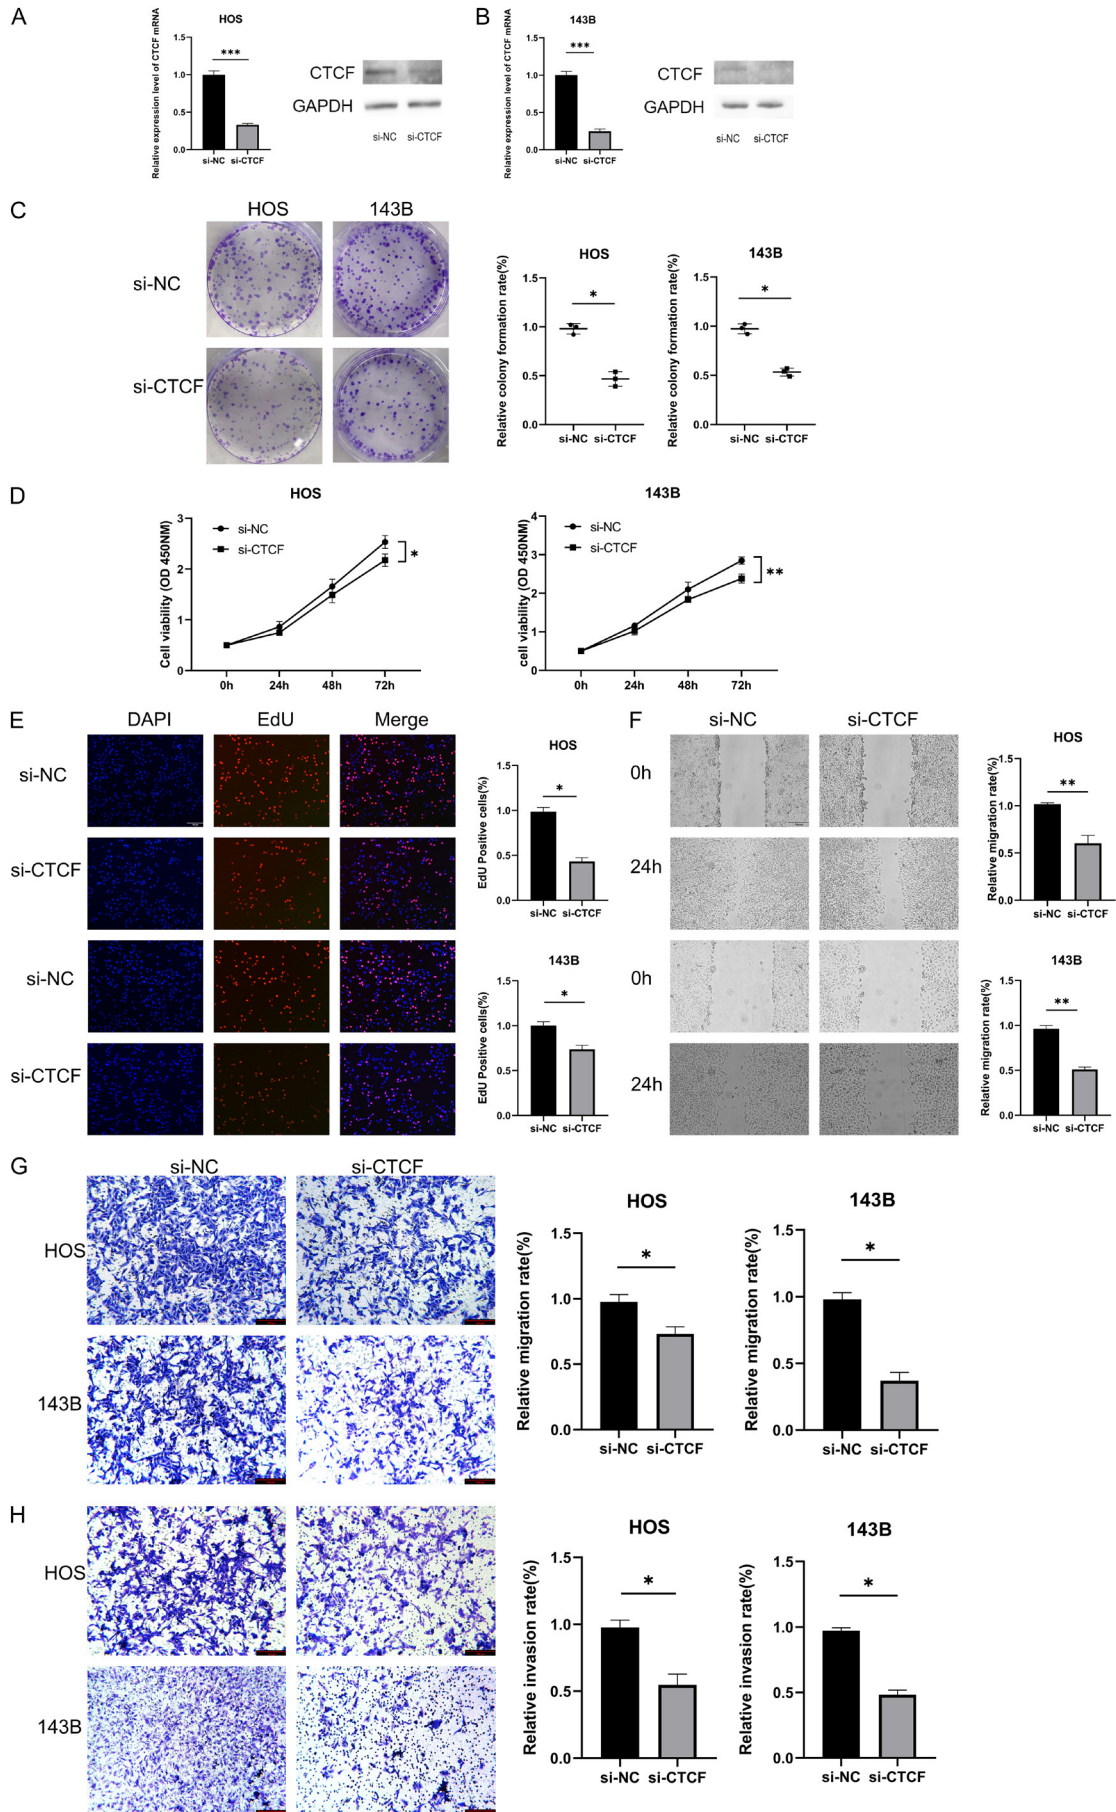 A
HOS
Relative expression level of CTCF mRNA
1.5
1.0
0.5
0.0
***
si-NC si-CTCF
CTCF
GAPDH
si-NC si-CTCF
B
143B
Relative expression level of CTCF mRNA
1.5
1.0
0.5
0.0
***
si-NC si-CTCF
CTCF
GAPDH
si-NC si-CTCF
C
HOS 143B
si-NC
si-CTCF
HOS
Relative colony formation rate(%)
1.5
1.0
0.5
0.0
*
si-NC si-CTCF
143B
Relative colony formation rate(%)
1.5
1.0
0.5
0.0
*
si-NC si-CTCF
D
HOS
Cell viability (OD 450NM)
3
2
1
0
si-NC
si-CTCF
*
0h 24h 48h 72h
143B
cell viability (OD 450NM)
4
3
2
1
0
si-NC
si-CTCF
**
0h 24h 48h 72h
E
DAPI EdU Merge
si-NC
si-CTCF
si-NC
si-CTCF
HOS
EdU Positive cells(%)
1.5
1.0
0.5
0.0
*
si-NC si-CTCF
143B
EdU Positive cells(%)
1.5
1.0
0.5
0.0
*
si-NC si-CTCF
F
si-NC si-CTCF
0h
24h
0h
24h
HOS
Relative migration rate(%)
1.5
1.0
0.5
0.0
**
si-NC si-CTCF
143B
Relative migration rate(%)
1.5
1.0
0.5
0.0
**
si-NC si-CTCF
G
si-NC si-CTCF
HOS
143B
HOS
Relative migration rate(%)
1.5
1.0
0.5
0.0
*
si-NC si-CTCF
143B
Relative migration rate(%)
1.5
1.0
0.5
0.0
*
si-NC si-CTCF
H
HOS
143B
HOS
Relative invasion rate(%)
1.5
1.0
0.5
0.0
*
si-NC si-CTCF
143B
Relative invasion rate(%)
1.5
1.0
0.5
0.0
*
si-NC si-CTCF